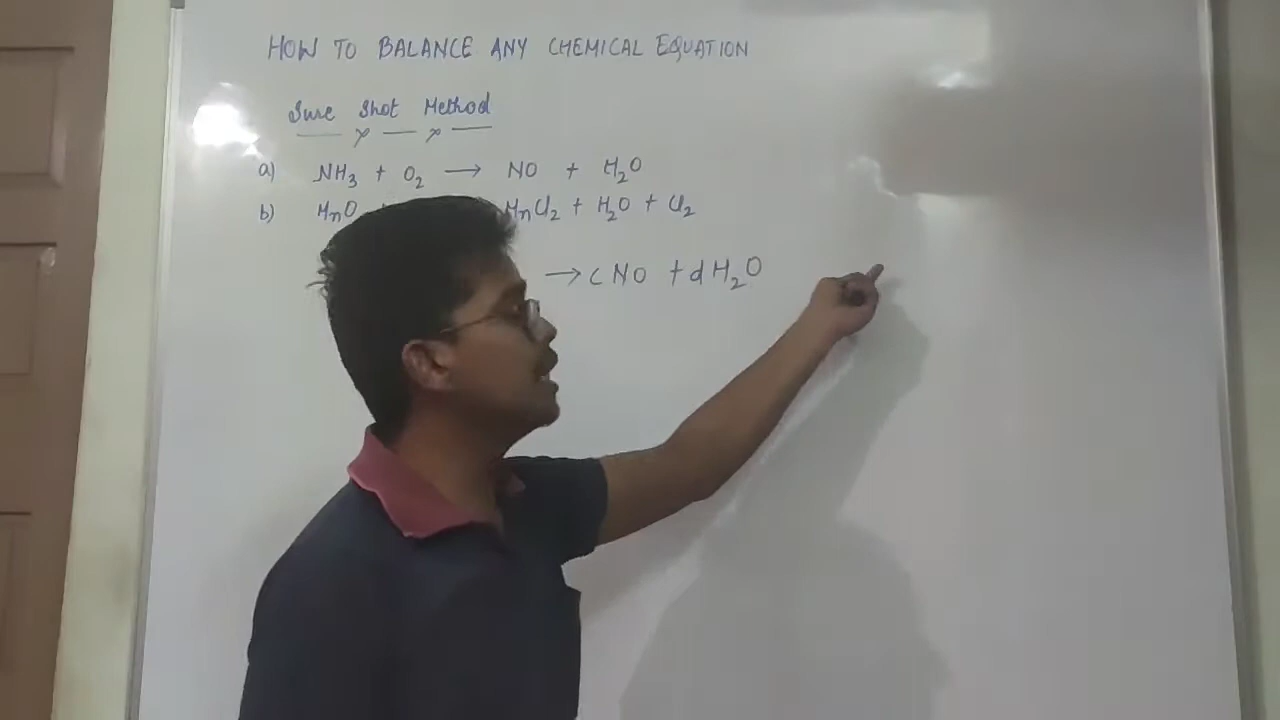 HOW TO BALANCE ANY CHEMICAL EQUATION
Sure Shot Method
a) NH₃ + O₂ → NO + H₂O
b) MnO MnCl₂ + H₂O + Cl₂
→ c NO + d H₂O